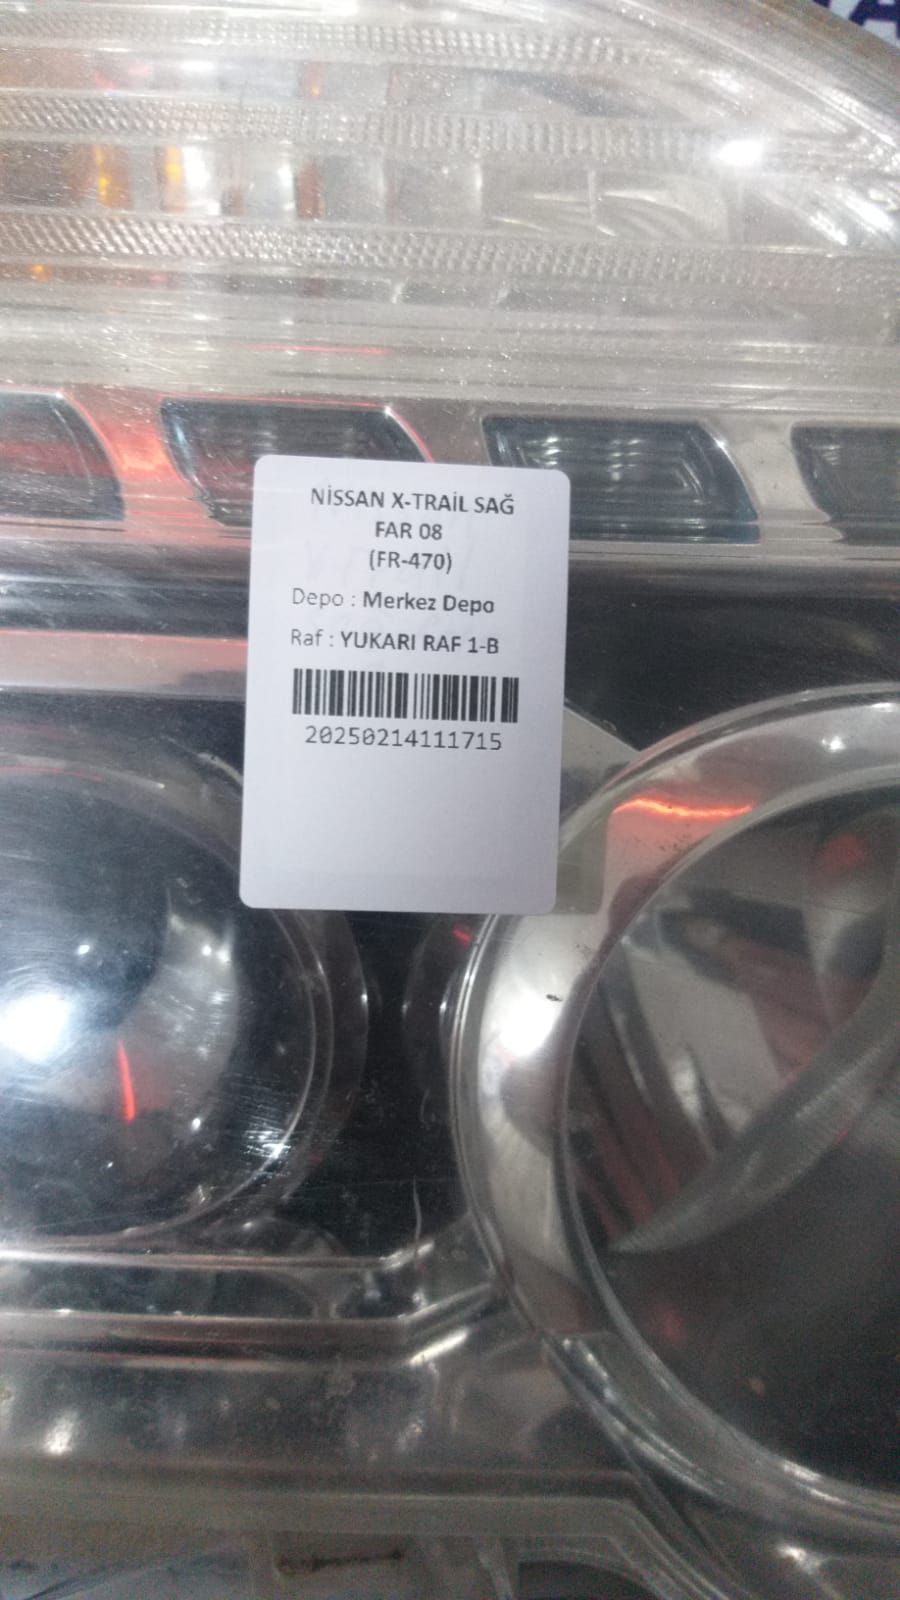 NİSSAN X-TRAİL SAĞ
FAR 08
(FR-470)
Depo : Merkez Depo
Raf : YUKARI RAF 1-B
20250214111715